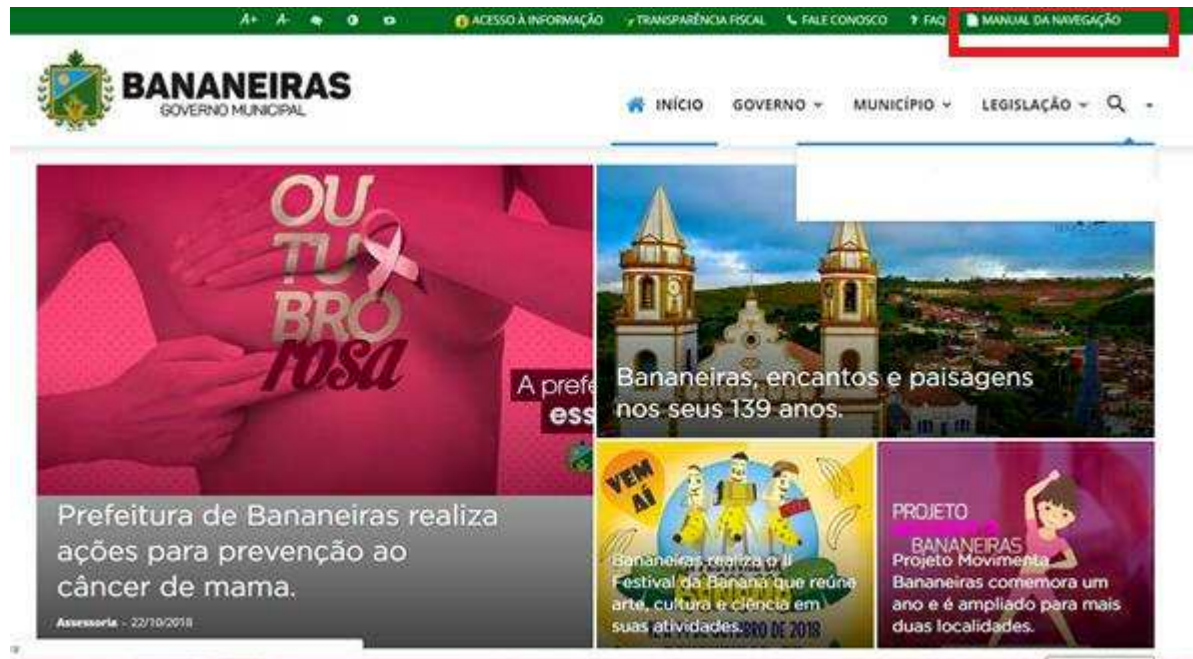 A+ A- ACESSO À INFORMAÇÃO TRANSPARÊNCIA FISCAL FALE CONOSCO ? FAQ MANUAL DA NAVEGAÇÃO
BANANEIRAS
GOVERNO MUNICIPAL
INÍCIO GOVERNO MUNICÍPIO LEGISLAÇÃO
OU
TU
BRO
rosa
A prefe
ess
Prefeitura de Bananeiras realiza
ações para prevenção ao
câncer de mama.
Assessoria - 22/10/2018
Bananeiras, encantos e paisagens
nos seus 139 anos.
VEM
AÍ
Bananeiras realiza o II
Festival da Banana que reúne
arte, cultura e ciência em
suas atividades.
DE 2018
PROJETO
BANANEIRAS
Projeto Movimenta
Bananeiras comemora um
ano e é ampliado para mais
duas localidades.